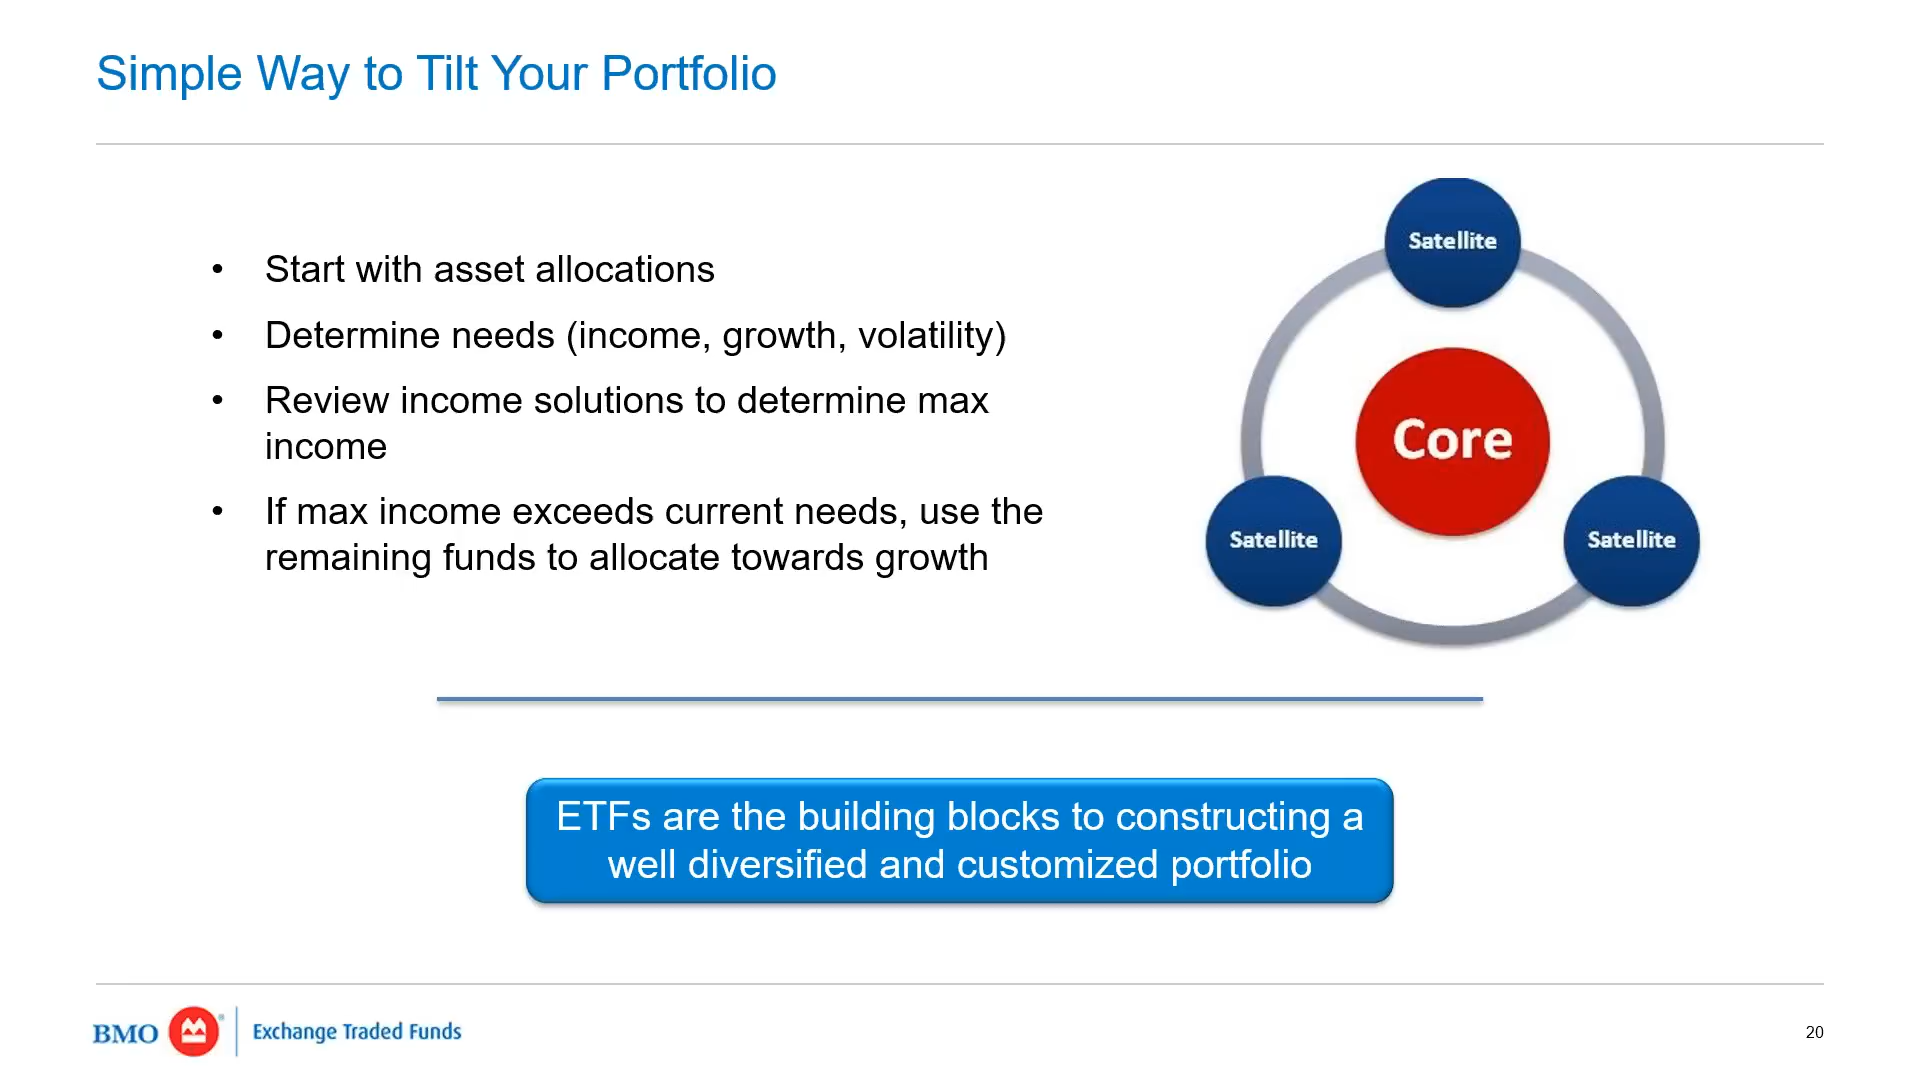 Simple Way to Tilt Your Portfolio
• Start with asset allocations
• Determine needs (income, growth, volatility)
• Review income solutions to determine max
income
• If max income exceeds current needs, use the
remaining funds to allocate towards growth
Satellite
Core
Satellite
Satellite
ETFs are the building blocks to constructing a
well diversified and customized portfolio
BMO Exchange Traded Funds
20